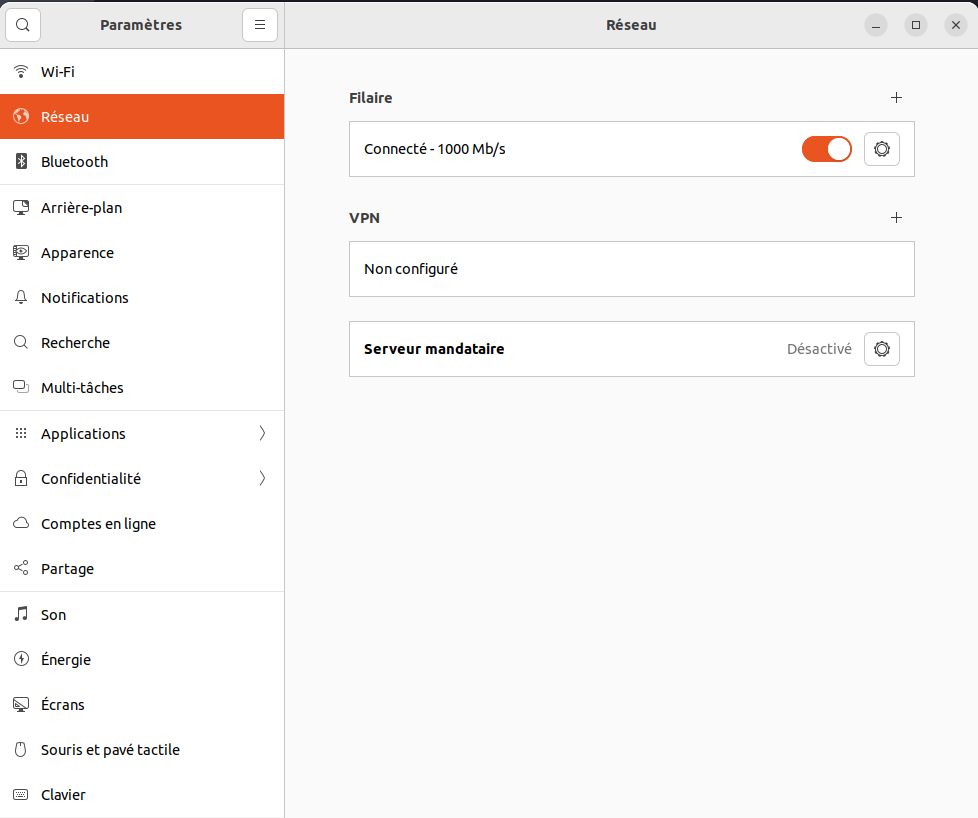 Paramètres
Réseau
Wi-Fi
Réseau
Bluetooth
Arrière-plan
Apparence
Notifications
Recherche
Multi-tâches
Applications
Confidentialité
Comptes en ligne
Partage
Son
Énergie
Écrans
Souris et pavé tactile
Clavier
Filaire
Connecté - 1000 Mb/s
VPN
Non configuré
Serveur mandataire
Désactivé